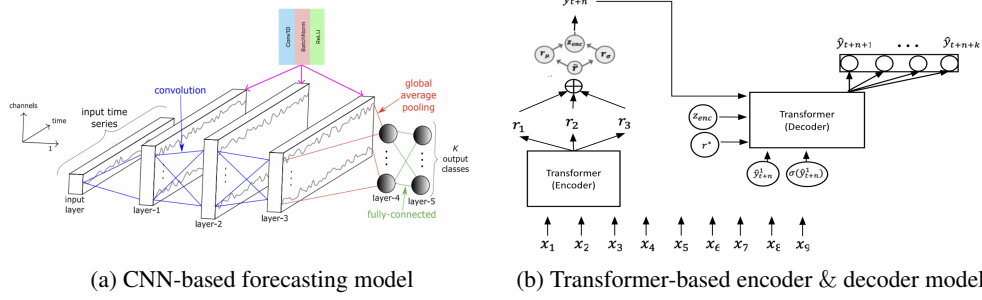 Conv1D
BatchNorm
ReLU
channels
time
1
input time
series
convolution
global
average
pooling
K
output
classes
input
layer
layer-1
layer-2
layer-3
layer-4
layer-5
fully-connected
(a) CNN-based forecasting model
z_enc
r_μ
r_σ
r_1
r_2
r_3
Transformer
(Encoder)
x_1 x_2 x_3 x_4 x_5 x_6 x_7 x_8 x_9
ŷ_{t+n+1} • • • ŷ_{t+n+k}
z_enc
r*
Transformer
(Decoder)
ŷ^1_{t+n} σ(ŷ^1_{t+n})
(b) Transformer-based encoder & decoder model